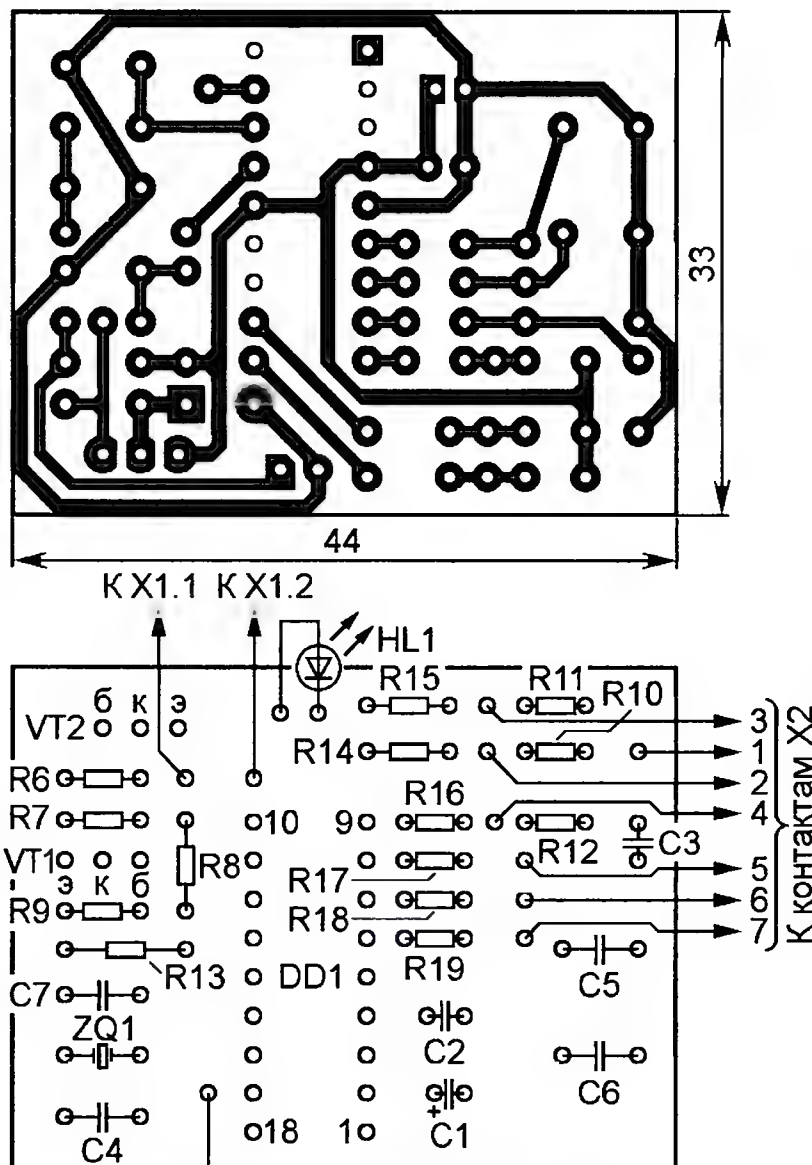 33
44
К X1.1 К X1.2
HL1
R15 R11
R10
б к э
VT2
R14
3
1
2
R6
R16
4
R7
10 9
R12 C3
VT1
R8
5
э к б
R17
R9
R18
6
7
R13
DD1
R19
C5
C7
ZQ1
C2
C6
+
C4
18 1
C1
К контактам X2